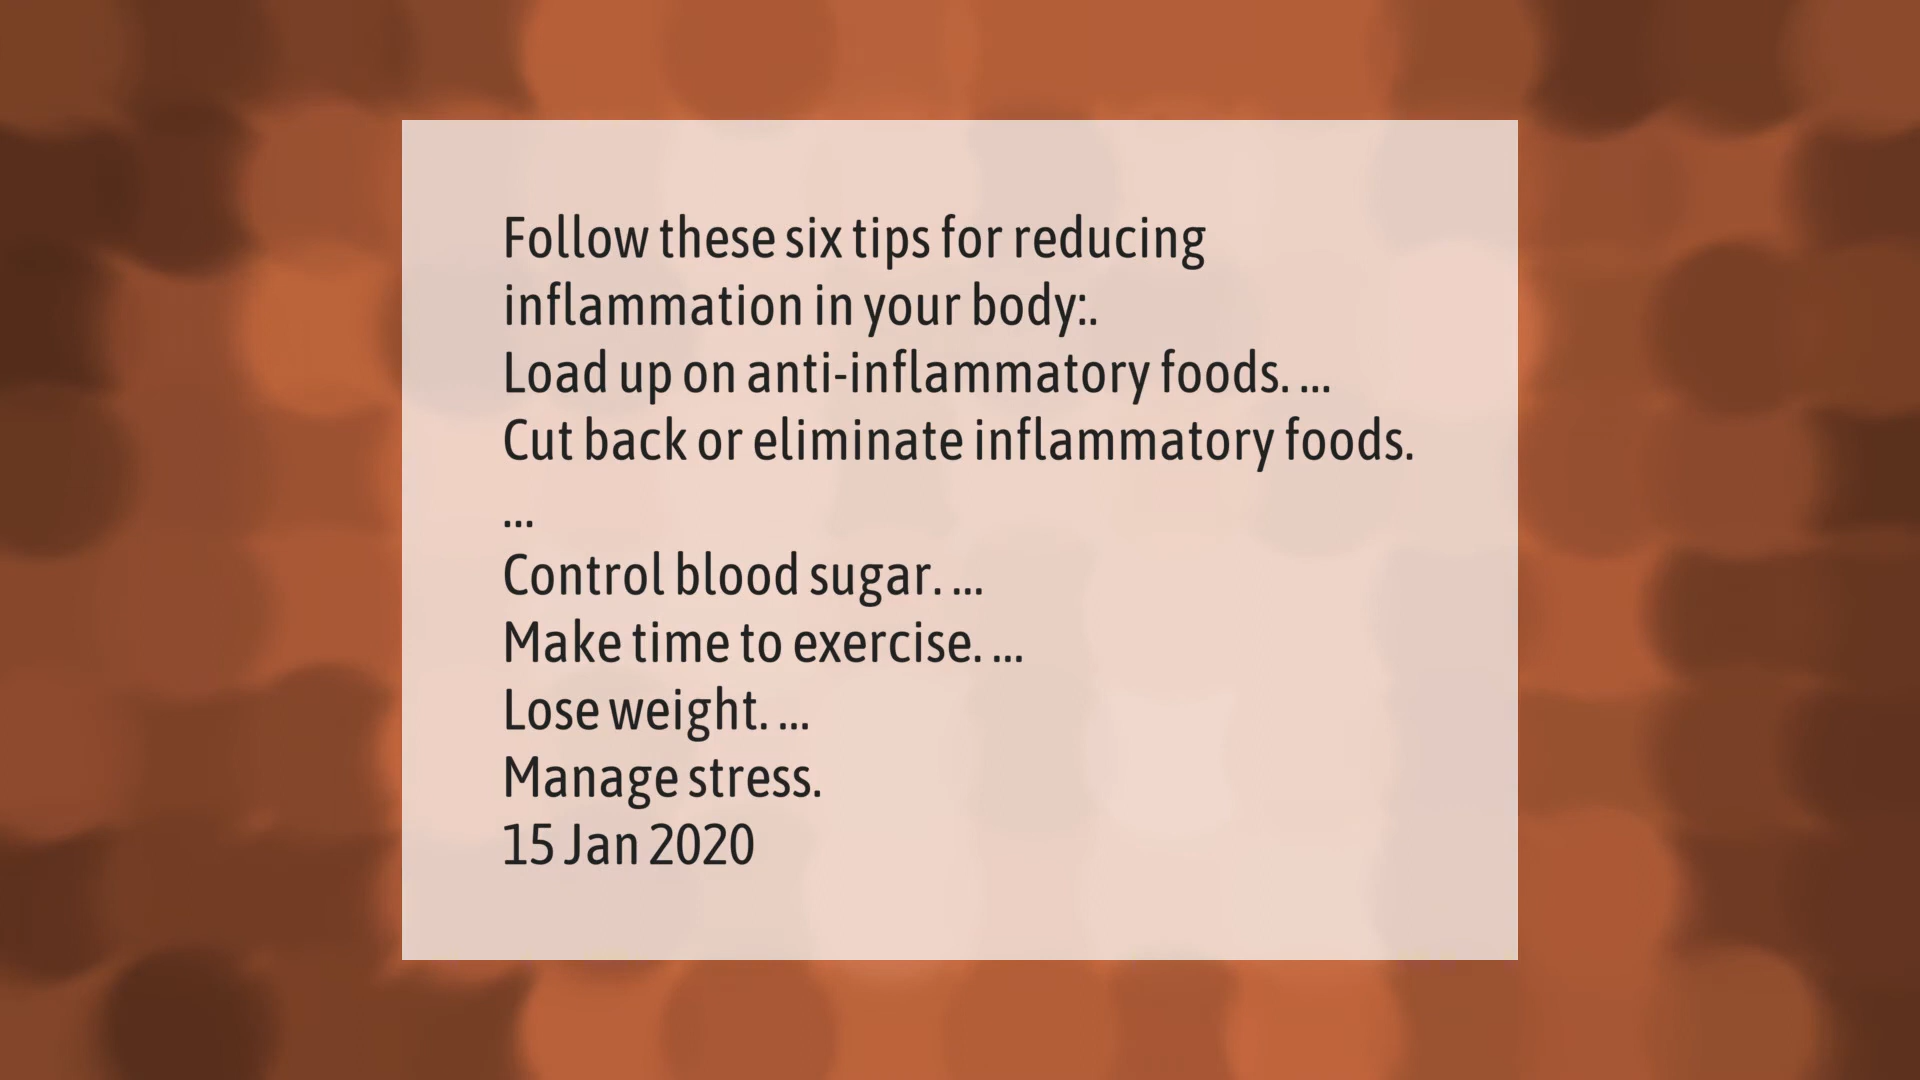 Follow these six tips for reducing
inflammation in your body:.
Load up on anti-inflammatory foods. ...
Cut back or eliminate inflammatory foods.
...
Control blood sugar. ...
Make time to exercise. ...
Lose weight. ...
Manage stress.
15 Jan 2020